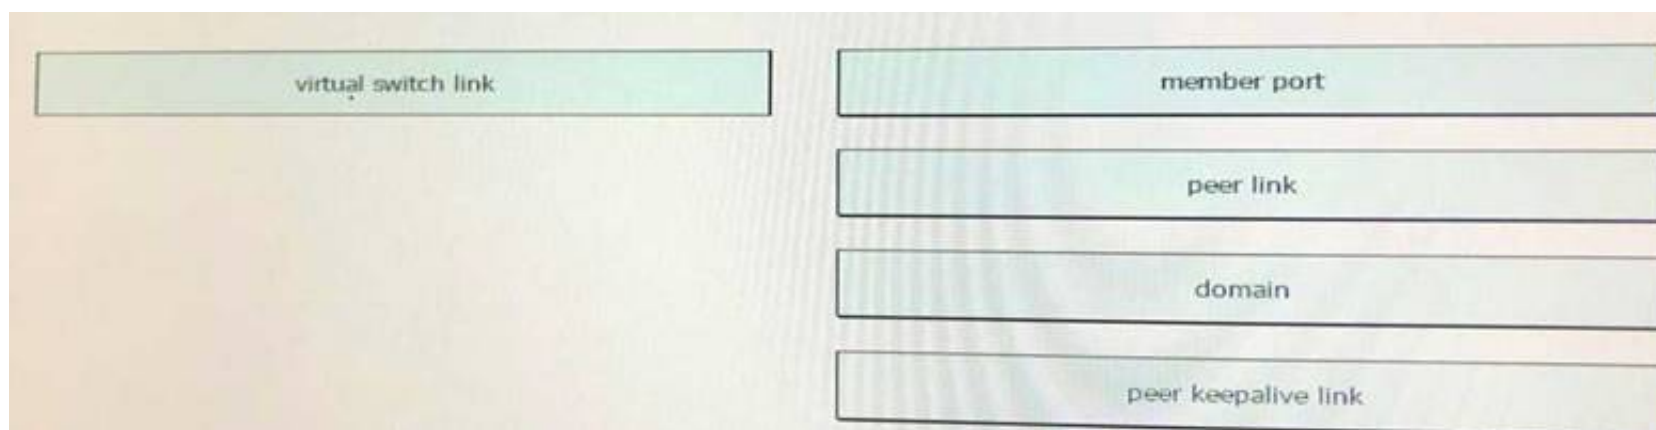 virtual switch link
member port
peer link
domain
peer keepalive link